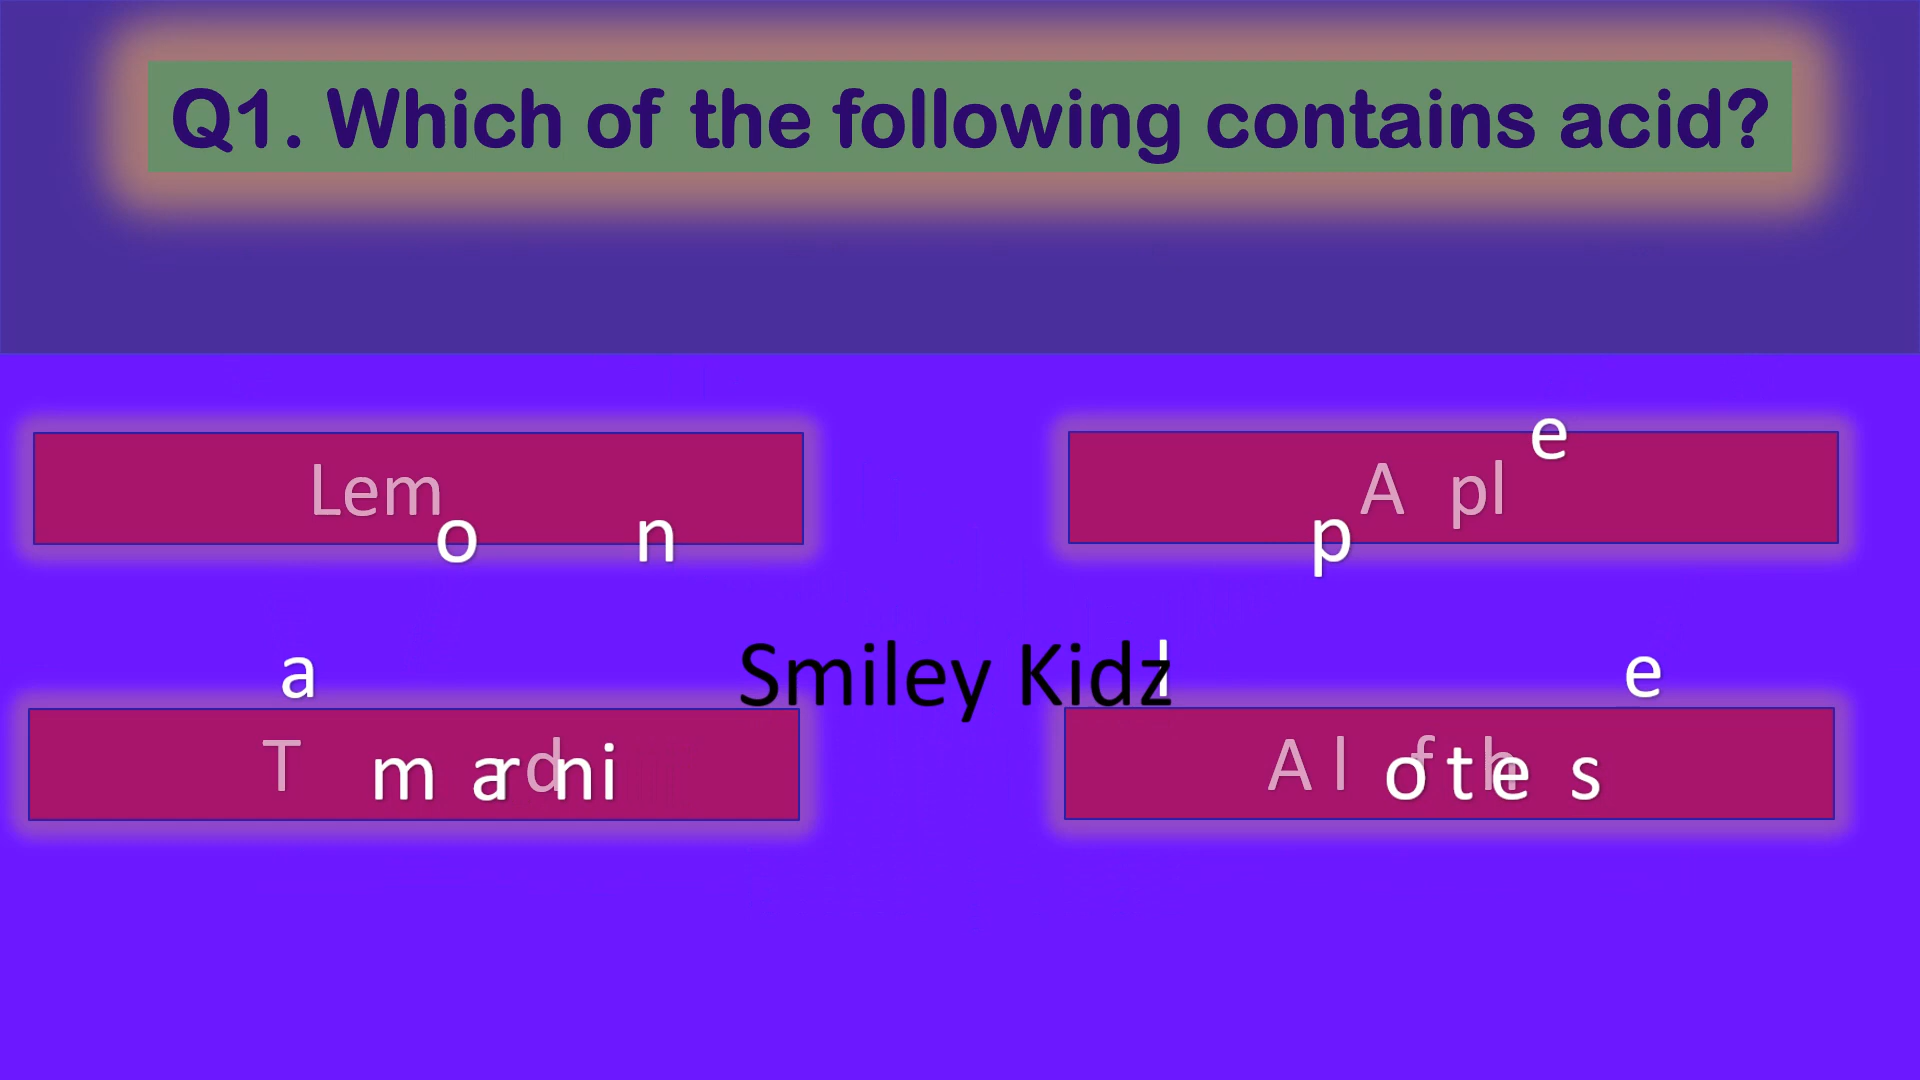 Q1. Which of the following contains acid?
Lemon
Apple
Smiley Kidz
Tamarind
All of these